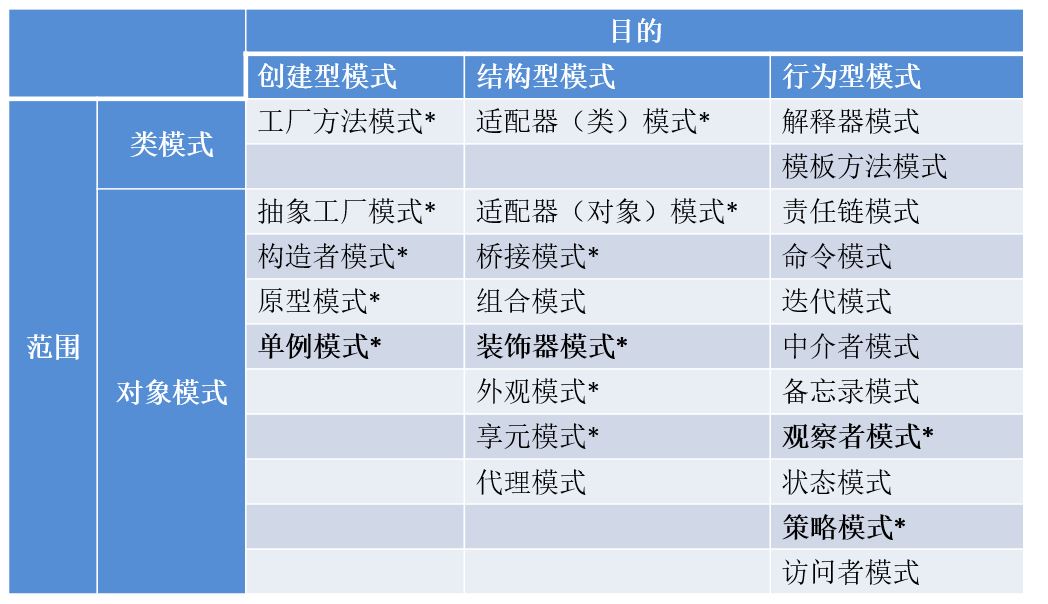 目的
创建型模式 结构型模式 行为型模式
范围 类模式 工厂方法模式* 适配器（类）模式* 解释器模式
模板方法模式
对象模式 抽象工厂模式* 适配器（对象）模式* 责任链模式
构造者模式* 桥接模式* 命令模式
原型模式* 组合模式 迭代模式
单例模式* 装饰器模式* 中介者模式
外观模式* 备忘录模式
享元模式* 观察者模式*
代理模式 状态模式
策略模式*
访问者模式